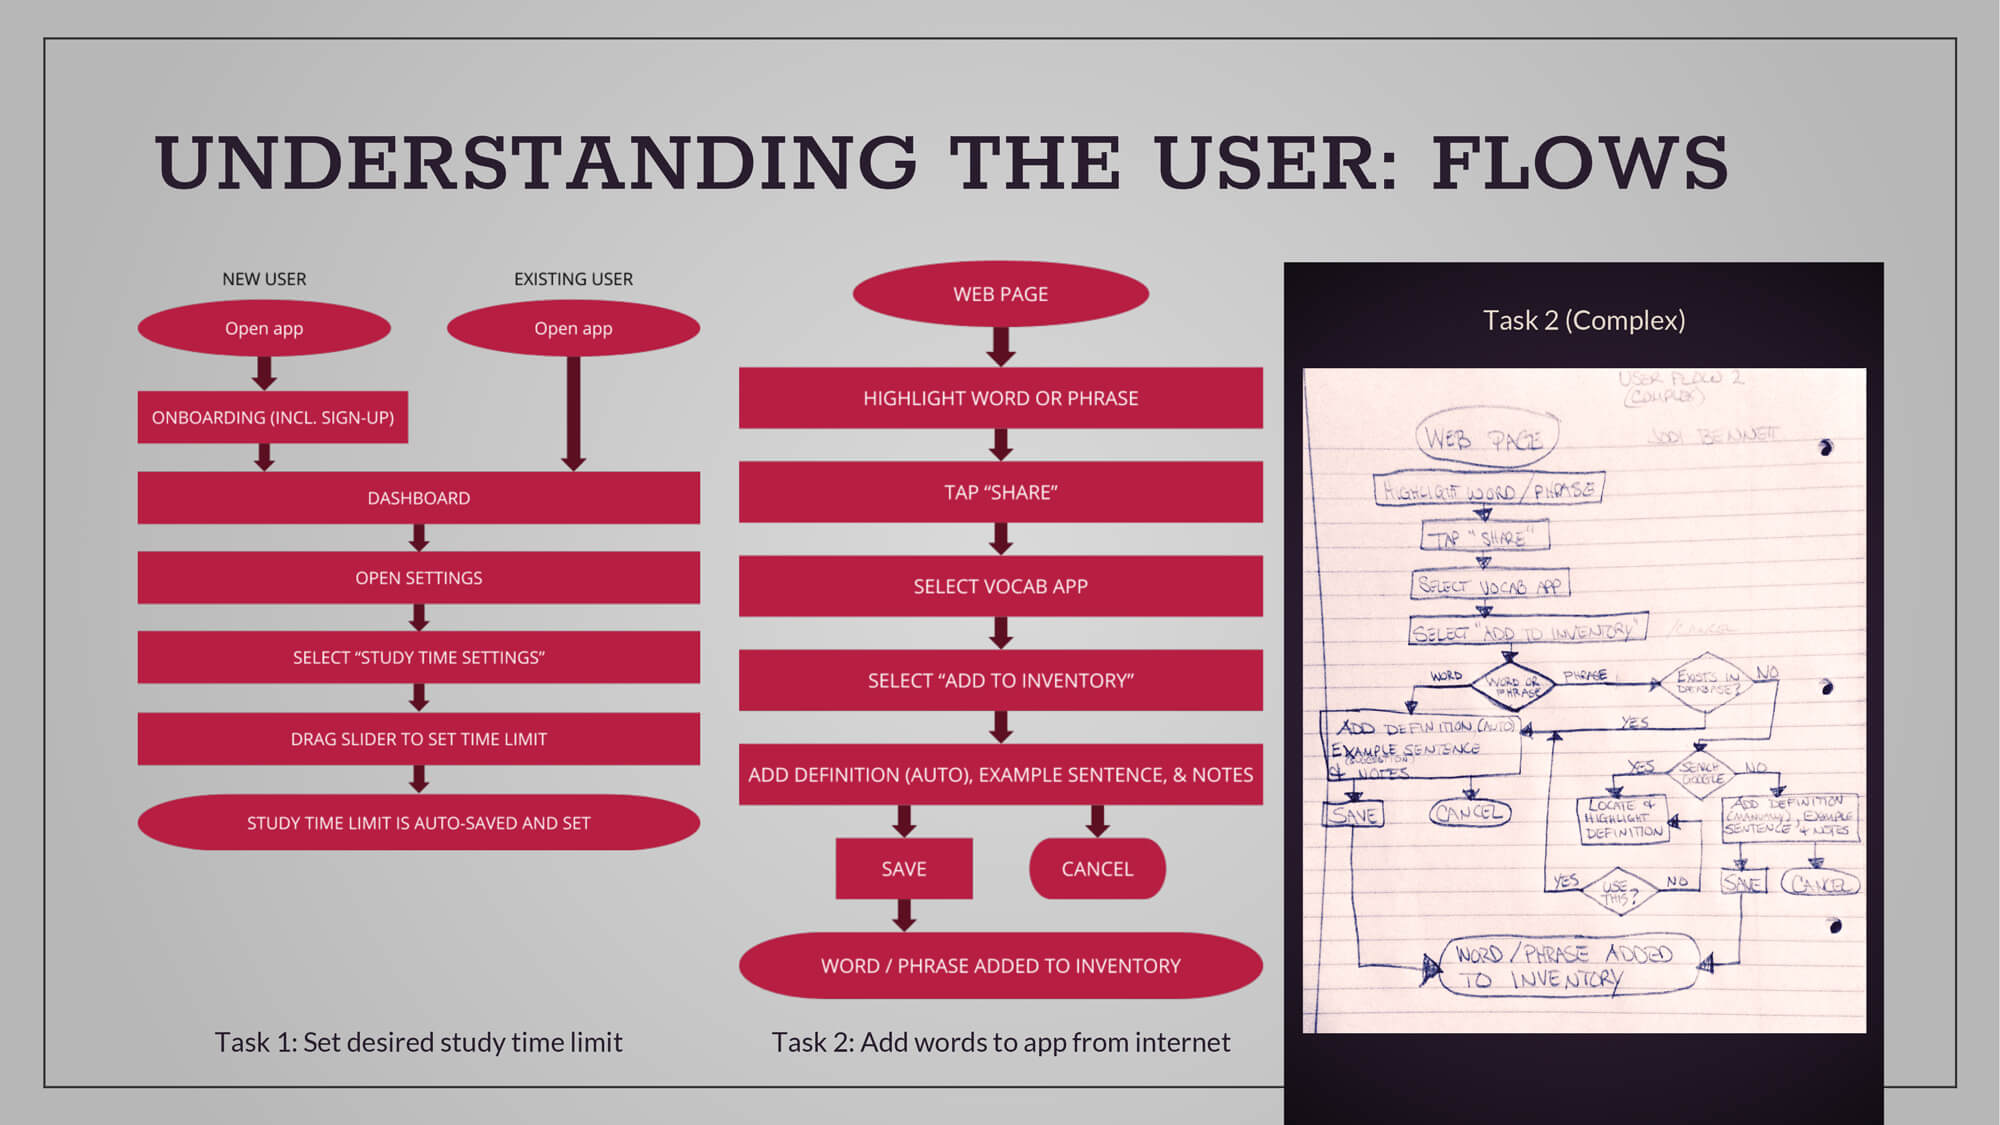 UNDERSTANDING THE USER: FLOWS
NEW USER
EXISTING USER
Open app
Open app
ONBOARDING (INCL. SIGN-UP)
DASHBOARD
OPEN SETTINGS
SELECT “STUDY TIME SETTINGS”
DRAG SLIDER TO SET TIME LIMIT
STUDY TIME LIMIT IS AUTO-SAVED AND SET
Task 1: Set desired study time limit
WEB PAGE
HIGHLIGHT WORD OR PHRASE
TAP “SHARE”
SELECT VOCAB APP
SELECT “ADD TO INVENTORY”
ADD DEFINITION (AUTO), EXAMPLE SENTENCE, & NOTES
SAVE
CANCEL
WORD / PHRASE ADDED TO INVENTORY
Task 2: Add words to app from internet
Task 2 (Complex)
USER FLOW 2
(COMPLEX)
JODI BENNETT
WEB PAGE
HIGHLIGHT WORD/PHRASE
TAP "SHARE"
SELECT VOCAB APP
SELECT "ADD TO INVENTORY"
/CANCEL
WORD
WORD OR
PHRASE
PHRASE
EXISTS IN
DATABASE?
NO
YES
ADD DEFINITION (AUTO)
EXAMPLE SENTENCE
& NOTES
SAVE
CANCEL
YES
SEARCH
GOOGLE
NO
LOCATE &
HIGHLIGHT
DEFINITION
ADD DEFINITION
(MANUALLY), EXAMPLE
SENTENCE & NOTES
YES
USE
THIS?
NO
SAVE
CANCEL
WORD/PHRASE ADDED
TO INVENTORY